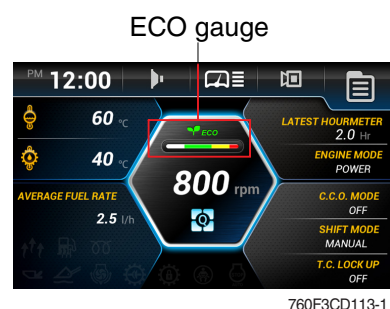 ECO gauge
PM 12:00
60 °C
ECO
LATEST HOURMETER
2.0 Hr
40 °C
ENGINE MODE
POWER
800 rpm
AVERAGE FUEL RATE
2.5 l/h
Q
C.C.O. MODE
OFF
SHIFT MODE
MANUAL
T.C. LOCK UP
OFF
760F3CD113-1